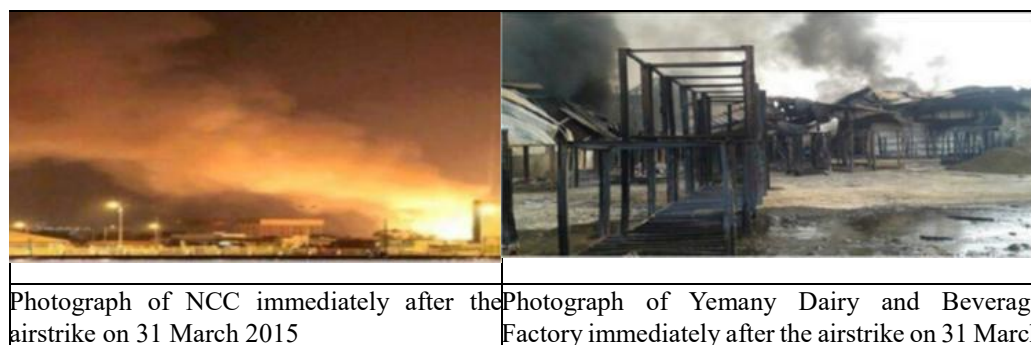 Photograph of NCC immediately after the
airstrike on 31 March 2015
Photograph of Yemany Dairy and Beverag
Factory immediately after the airstrike on 31 Marc